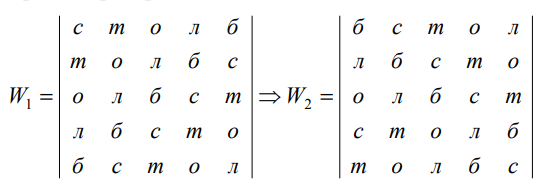 с т о л б б с т о л
т о л б с л б с т о
W₁ = о л б с т ⇒ W₂ = о л б с т
л б с т о с т о л б
б с т о л т о л б с